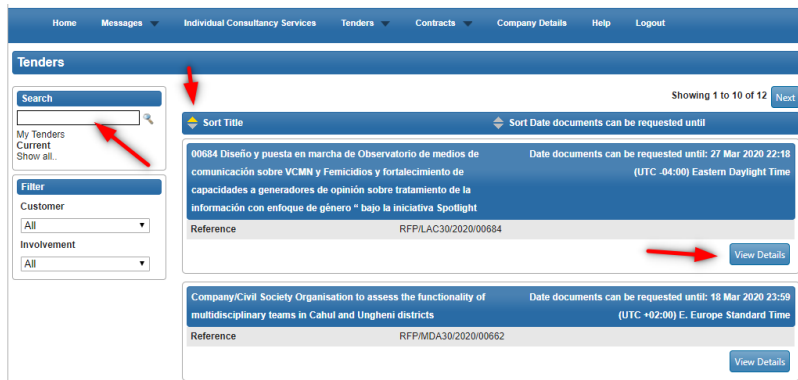 Home Messages Individual Consultancy Services Tenders Contracts Company Details Help Logout
Tenders
Search
My Tenders
Current
Show all..
Filter
Customer
All
Involvement
All
Showing 1 to 10 of 12 Next
Sort Title Sort Date documents can be requested until
00684 Diseño y puesta en marcha de Observatorio de medios de
comunicación sobre VCMN y Femicidios y fortalecimiento de
capacidades a generadores de opinión sobre tratamiento de la
información con enfoque de género “ bajo la iniciativa Spotlight
Date documents can be requested until: 27 Mar 2020 22:18
(UTC -04:00) Eastern Daylight Time
Reference RFP/LAC30/2020/00684
View Details
Company/Civil Society Organisation to assess the functionality of
multidisciplinary teams in Cahul and Ungheni districts
Date documents can be requested until: 18 Mar 2020 23:59
(UTC +02:00) E. Europe Standard Time
Reference RFP/MDA30/2020/00662
View Details